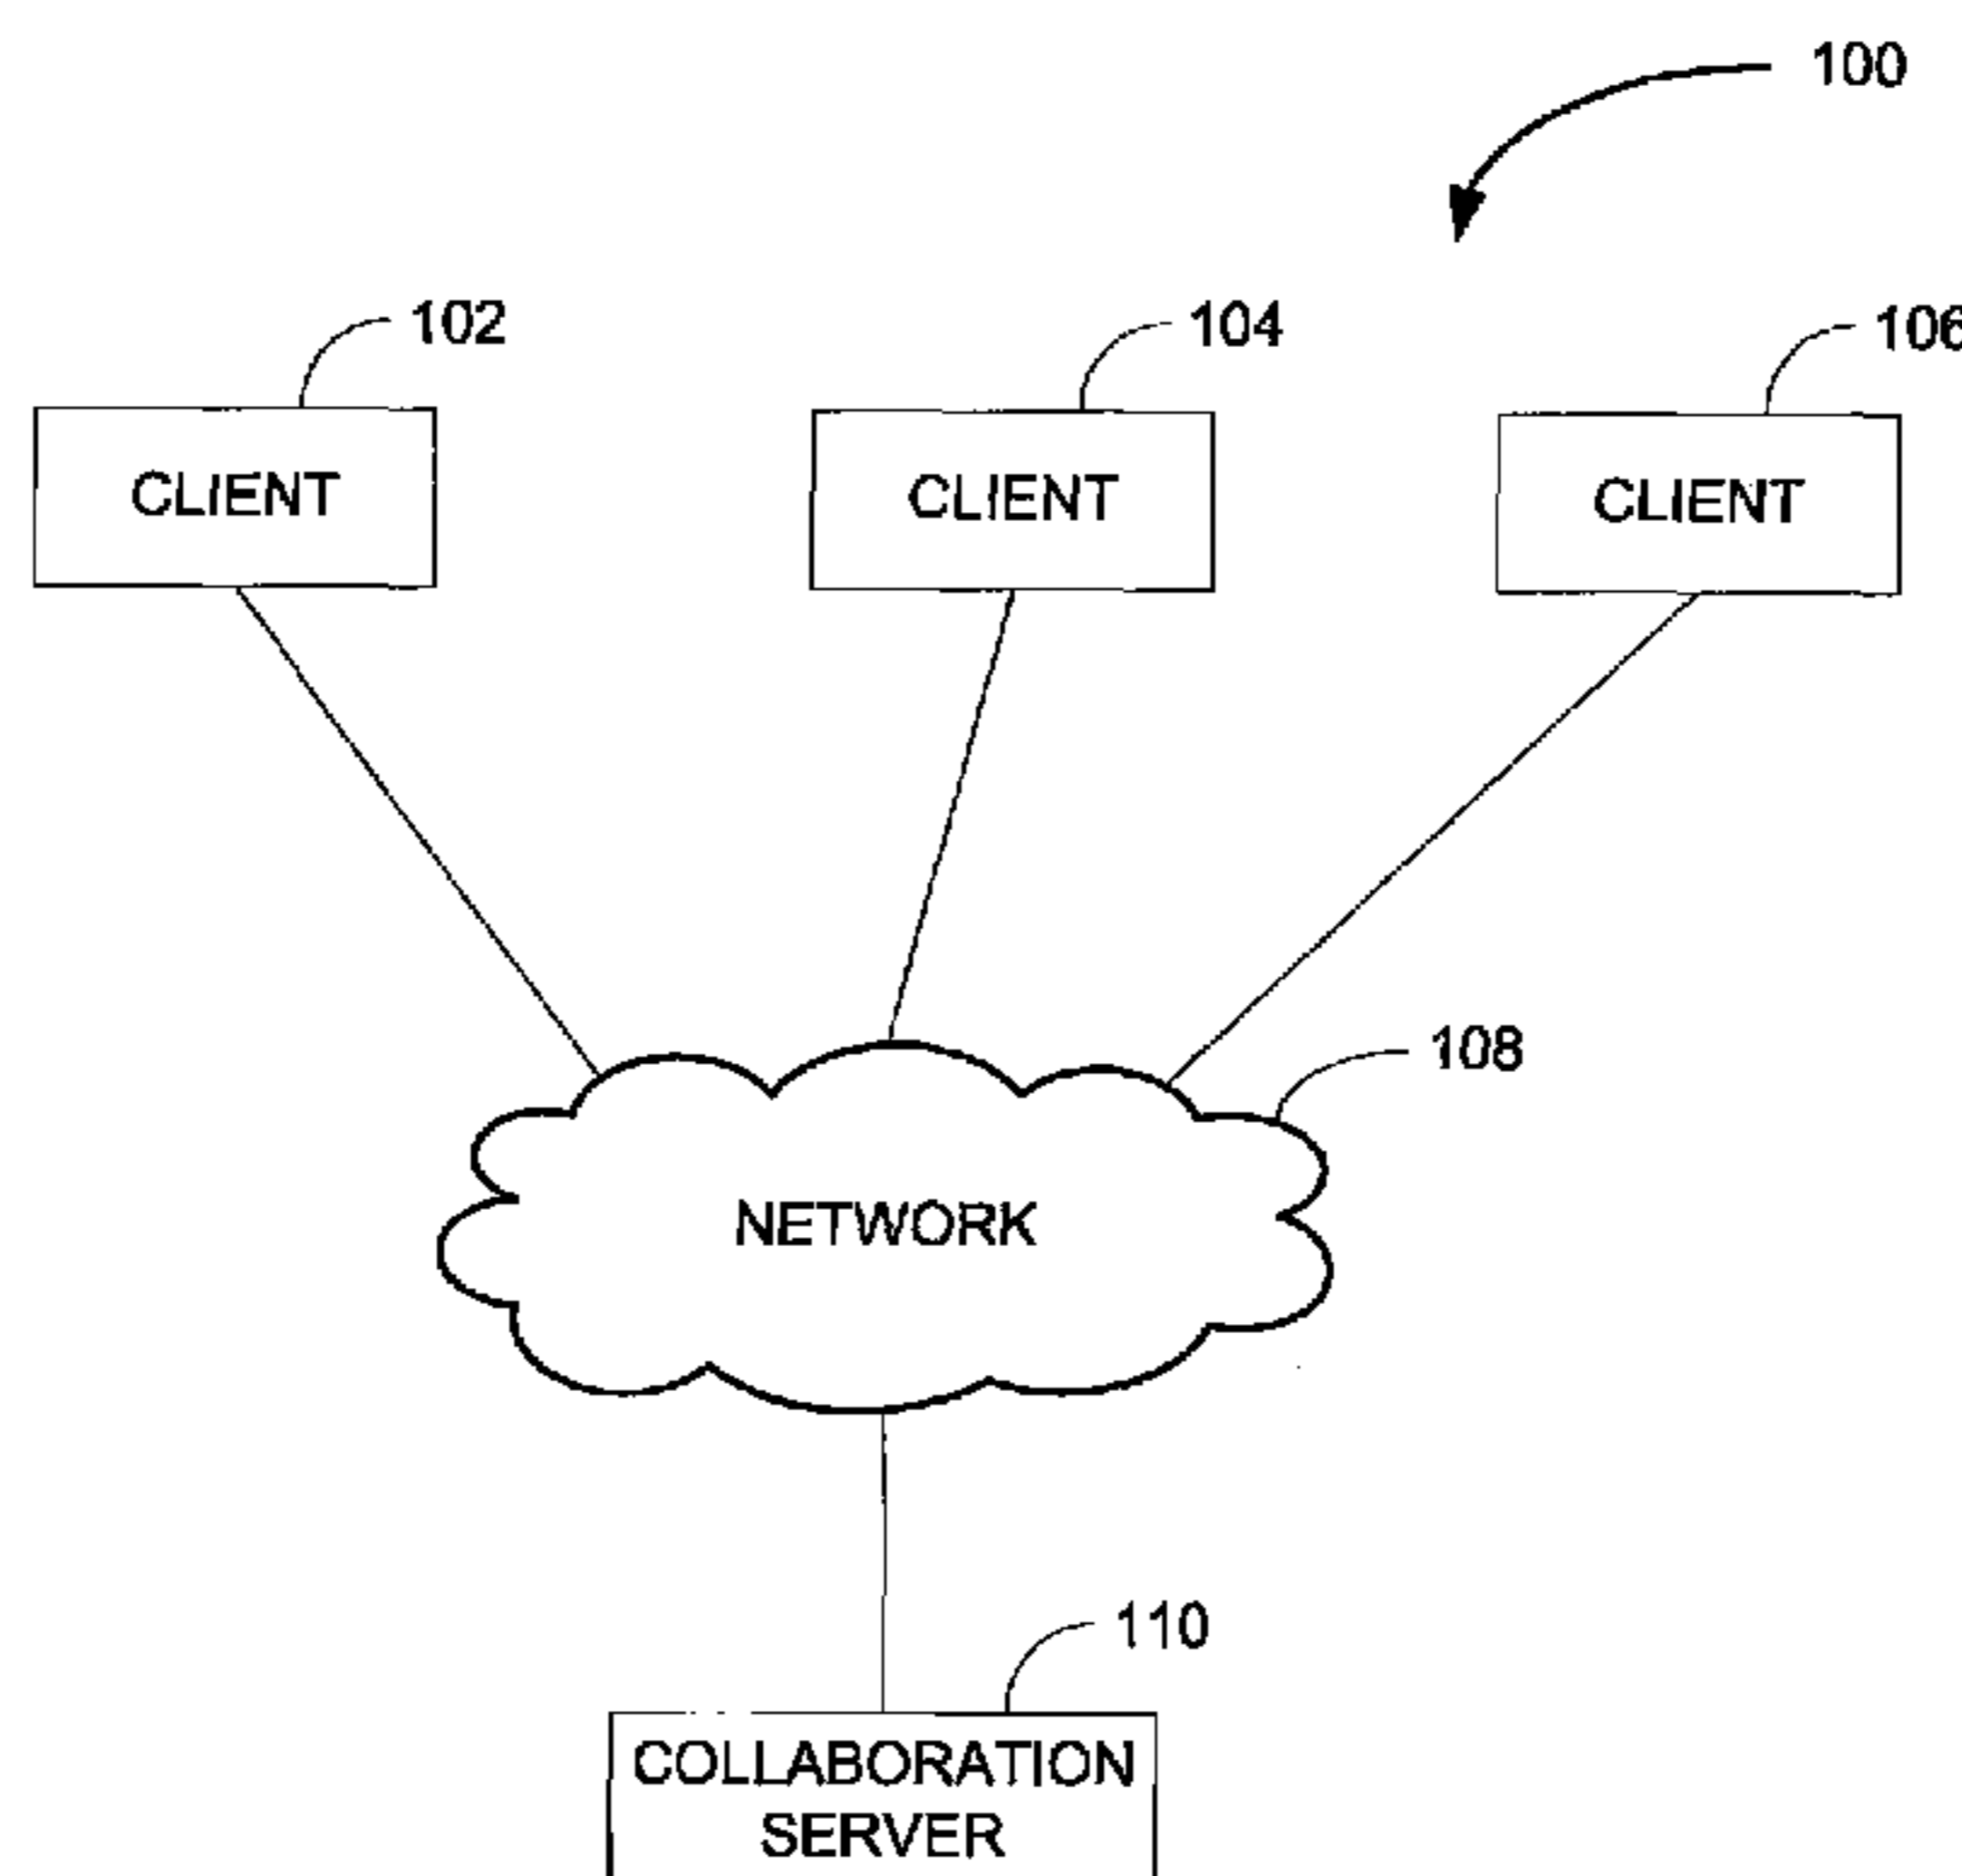 100
102
104
106
CLIENT
CLIENT
CLIENT
108
NETWORK
110
COLLABORATION
SERVER